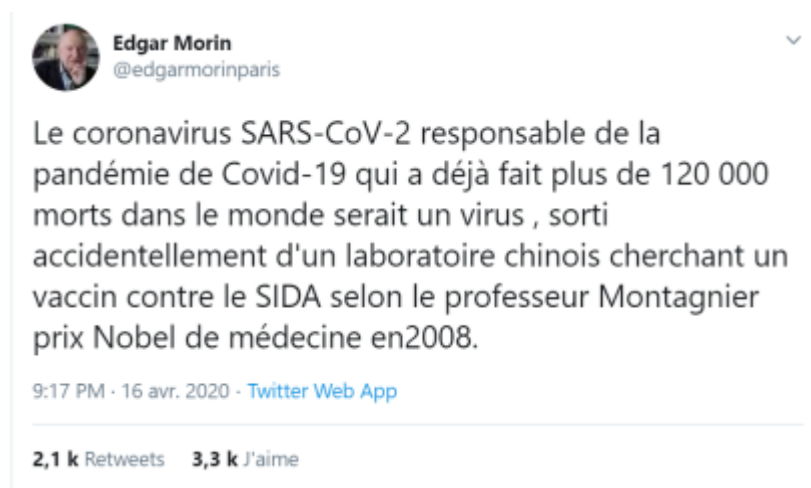 Edgar Morin
@edgarmorinparis
Le coronavirus SARS-CoV-2 responsable de la
pandémie de Covid-19 qui a déjà fait plus de 120 000
morts dans le monde serait un virus , sorti
accidentellement d'un laboratoire chinois cherchant un
vaccin contre le SIDA selon le professeur Montagnier
prix Nobel de médecine en2008.
9:17 PM · 16 avr. 2020 · Twitter Web App
2,1 k Retweets 3,3 k J'aime